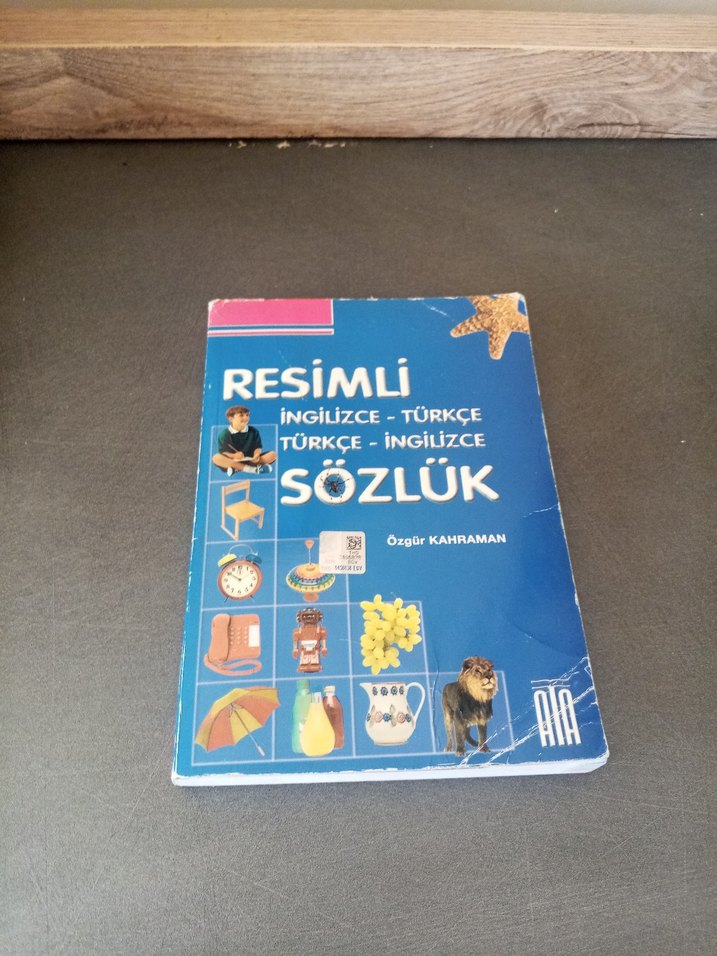 RESİMLİ
İNGİLİZCE - TÜRKÇE
TÜRKÇE - İNGİLİZCE
SÖZLÜK
Özgür KAHRAMAN
ATA